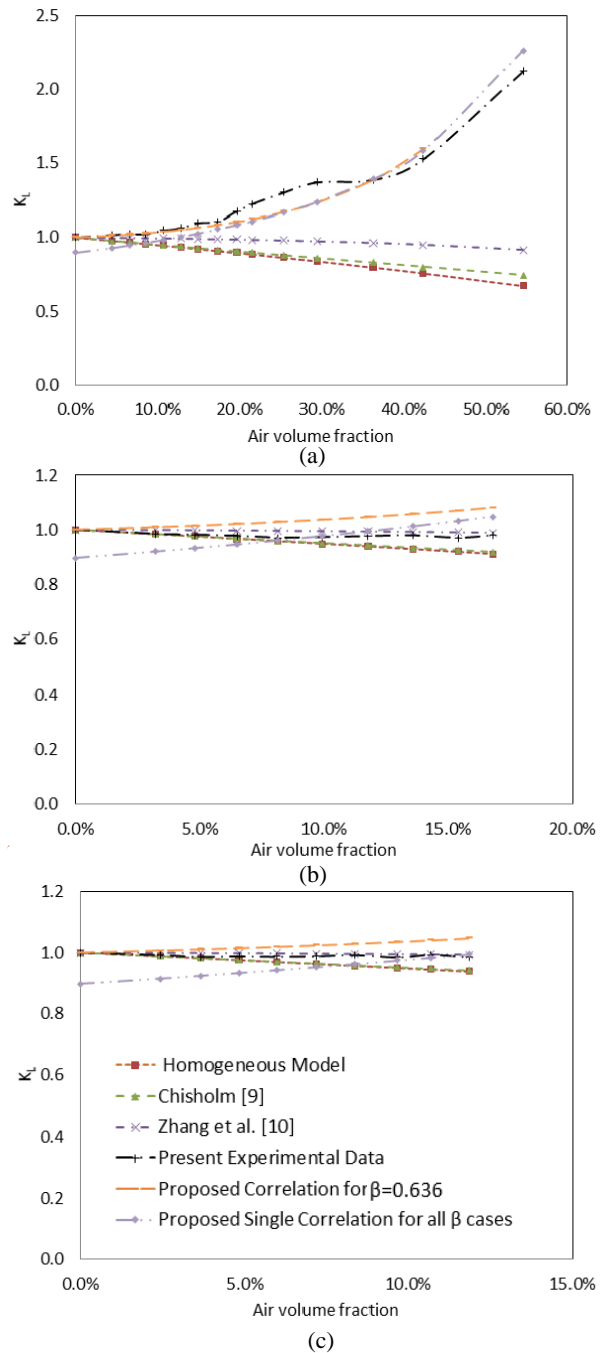 2.5
2.0
1.5
1.0
0.5
0.0
K_L
0.0% 10.0% 20.0% 30.0% 40.0% 50.0% 60.0%
Air volume fraction
(a)
1.2
1.0
0.8
0.6
0.4
0.2
0.0
K_L
0.0% 5.0% 10.0% 15.0% 20.0%
Air volume fraction
(b)
1.2
1.0
0.8
0.6
0.4
0.2
0.0
K_L
Homogeneous Model
Chisholm [9]
Zhang et al. [10]
Present Experimental Data
Proposed Correlation for β=0.636
Proposed Single Correlation for all β cases
0.0% 5.0% 10.0% 15.0%
Air volume fraction
(c)